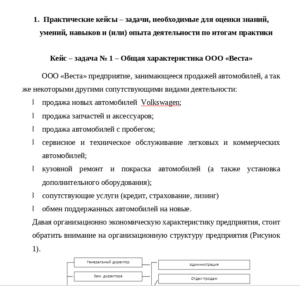 1. Практические кейсы – задачи, необходимые для оценки знаний,
умений, навыков и (или) опыта деятельности по итогам практики
Кейс – задача № 1 – Общая характеристика ООО «Веста»
ООО «Веста» предприятие, занимающееся продажей автомобилей, а так
же некоторыми другими сопутствующими видами деятельности:
l продажа новых автомобилей Volkswagen;
l продажа запчастей и аксессуаров;
l продажа автомобилей с пробегом;
l сервисное и техническое обслуживание легковых и коммерческих
автомобилей;
l кузовной ремонт и покраска автомобилей (а также установка
дополнительного оборудования);
l сопутствующие услуги (кредит, страхование, лизинг)
l обмен поддержанных автомобилей на новые.
Давая организационно экономическую характеристику предприятия, стоит
обратить внимание на организационную структуру предприятия (Рисунок
1).
Генеральный директор
Администрация
Зам. директора
Отдел продаж